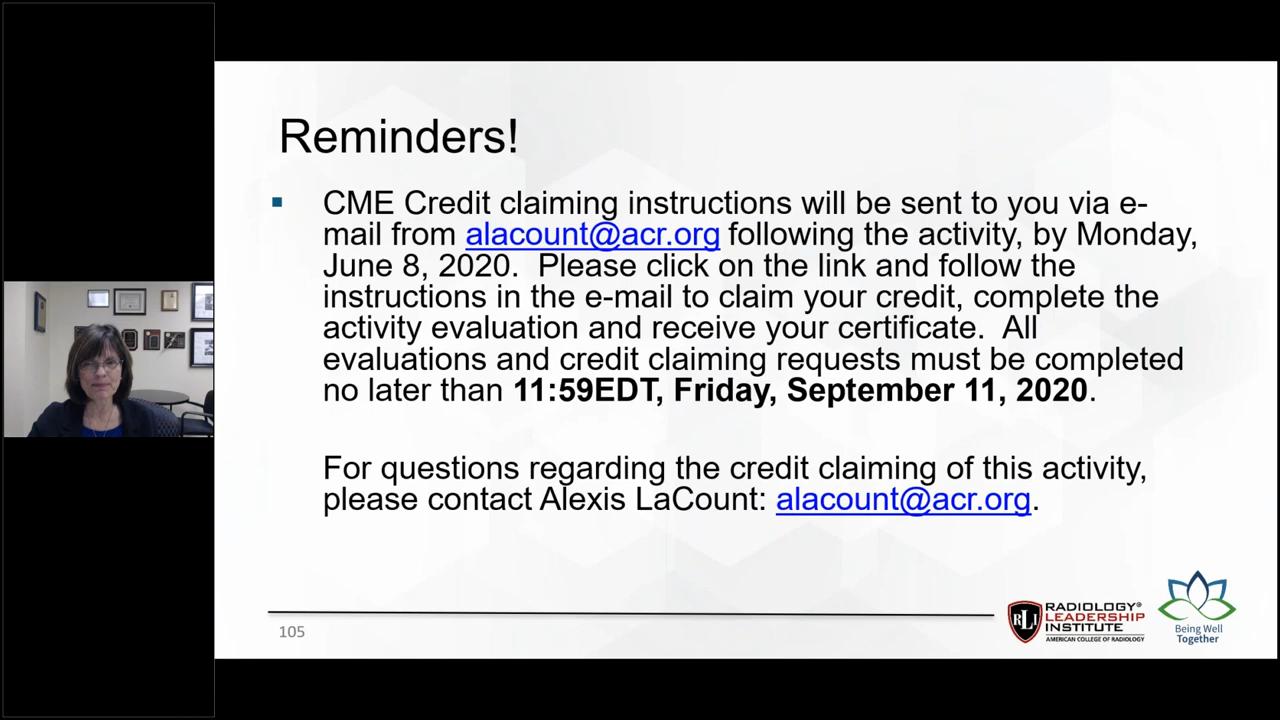 Reminders!
CME Credit claiming instructions will be sent to you via e-
mail from alacount@acr.org following the activity, by Monday,
June 8, 2020.  Please click on the link and follow the
instructions in the e-mail to claim your credit, complete the
activity evaluation and receive your certificate.  All
evaluations and credit claiming requests must be completed
no later than 11:59EDT, Friday, September 11, 2020.
For questions regarding the credit claiming of this activity,
please contact Alexis LaCount: alacount@acr.org.
105
RLI
RADIOLOGY®
LEADERSHIP
INSTITUTE
AMERICAN COLLEGE OF RADIOLOGY
Being Well
Together